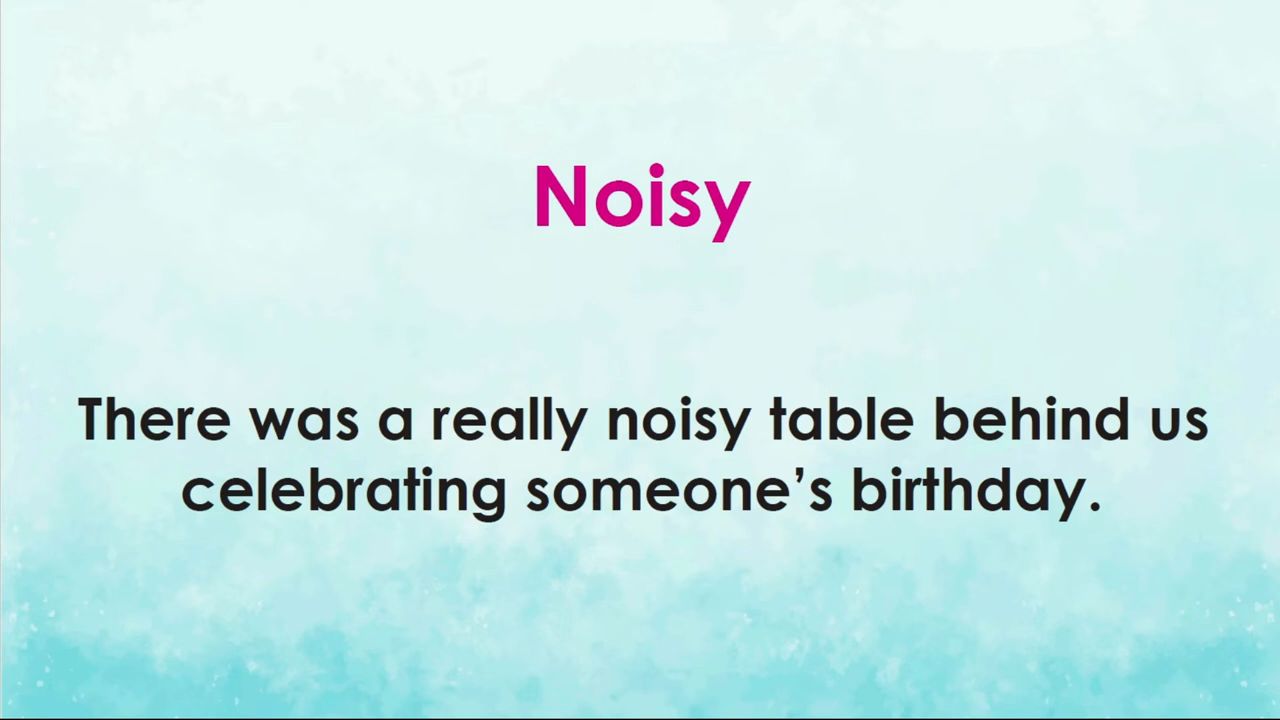 Noisy
There was a really noisy table behind us
celebrating someone’s birthday.